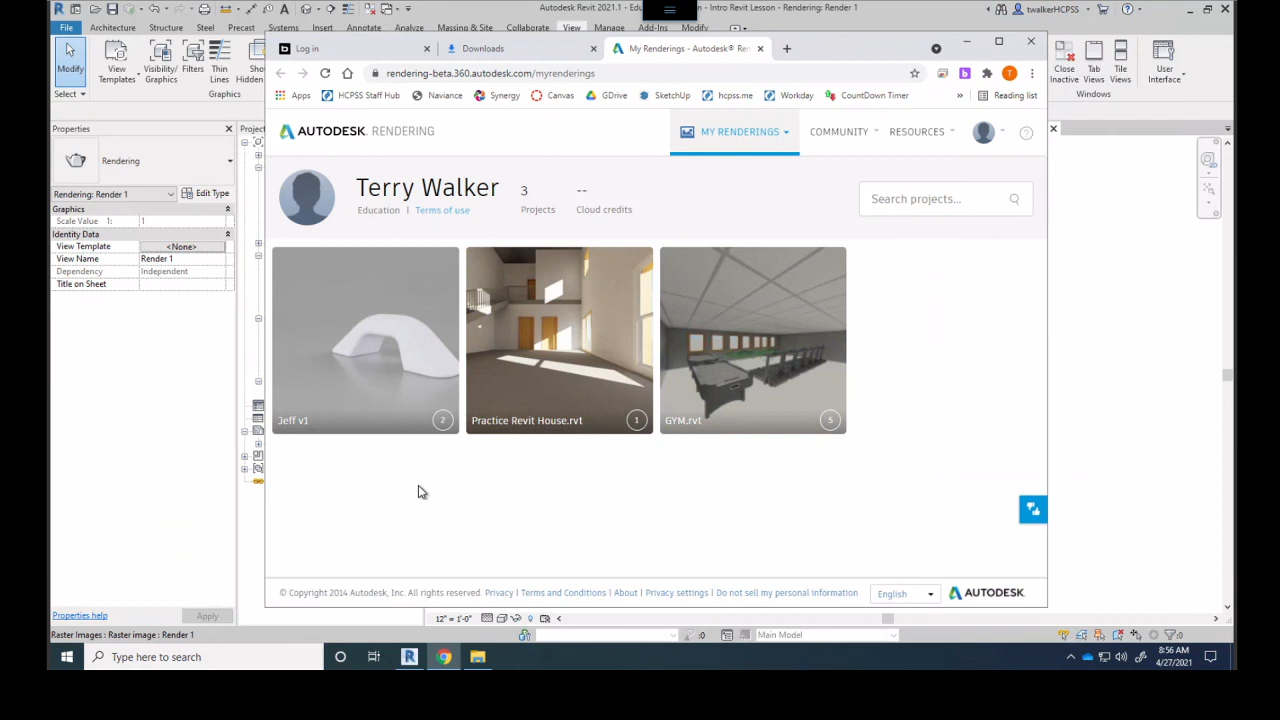 Autodesk Revit 2021.1 - Edu
n - Intro Revit Lesson - Rendering: Render 1
twalkerHCPSS
File
Architecture
Structure
Steel
Precast
Systems
Insert
Annotate
Analyze
Massing & Site
Collaborate
View
Manage
Add-Ins
Modify
Modify
View
Templates
Visibility/
Graphics
Filters
Thin
Lines
Show
Hidden
Close
Inactive
Tab
Views
Tile
Views
User
Interface
Select
Graphics
Windows
Log in
Downloads
My Renderings - Autodesk® Ren
rendering-beta.360.autodesk.com/myrenderings
T
Apps
HCPSS Staff Hub
Naviance
Synergy
Canvas
GDrive
SketchUp
hcpss.me
Workday
CountDown Timer
»
Reading list
Properties
Projec
Rendering
Rendering: Render 1
Edit Type
Graphics
Scale Value 1:
1
Identity Data
View Template
<None>
View Name
Render 1
Dependency
Independent
Title on Sheet
Properties help
Apply
AUTODESK RENDERING
MY RENDERINGS
COMMUNITY
RESOURCES
Terry Walker
3
--
Education | Terms of use
Projects
Cloud credits
Search projects...
Jeff v1
2
Practice Revit House.rvt
1
GYM.rvt
5
© Copyright 2014 Autodesk, Inc. All rights reserved. Privacy | Terms and Conditions | About | Privacy settings | Do not sell my personal information
English
AUTODESK.
12" = 1'-0"
Raster Images : Raster image : Render 1
:0
Main Model
:0
Type here to search
8:56 AM
4/27/2021